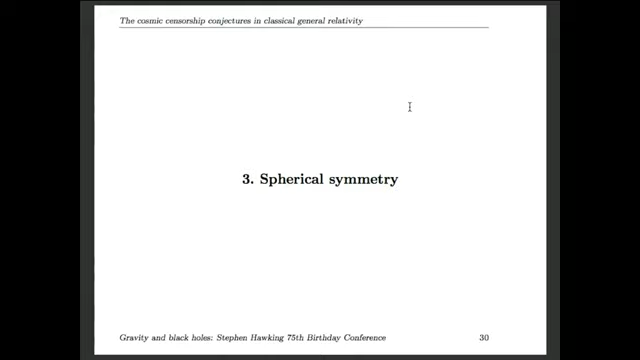 The cosmic censorship conjectures in classical general relativity
3. Spherical symmetry
Gravity and black holes: Stephen Hawking 75th Birthday Conference 30